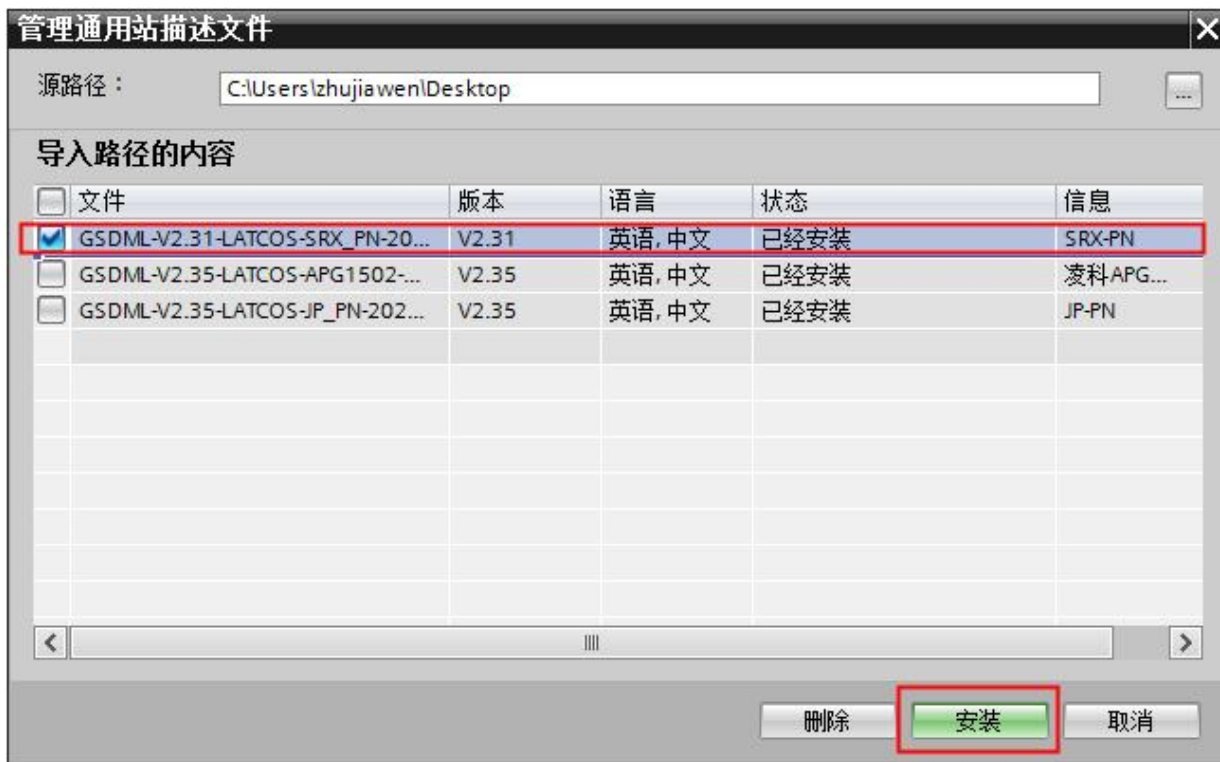 管理通用站描述文件
源路径： C:\Users\zhujiawen\Desktop ...
导入路径的内容
文件 版本 语言 状态 信息
GSDML-V2.31-LATCOS-SRX_PN-20... V2.31 英语, 中文 已经安装 SRX-PN
GSDML-V2.35-LATCOS-APG1502-... V2.35 英语, 中文 已经安装 凌科APG...
GSDML-V2.35-LATCOS-JP_PN-202... V2.35 英语, 中文 已经安装 JP-PN
删除 安装 取消